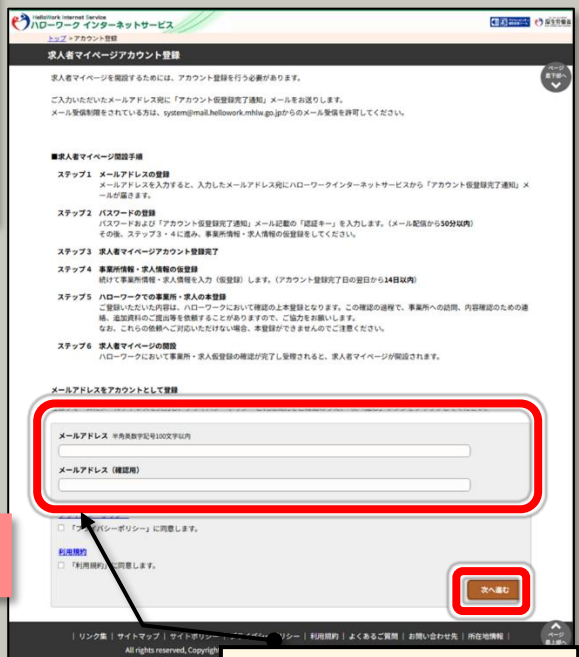 HelloWork Internet Service
ハローワーク インターネットサービス
トップ > アカウント登録
求人者マイページアカウント登録
求人者マイページを開設するためには、アカウント登録を行う必要があります。
ページ
最下部へ
ご入力いただいたメールアドレス宛に「アカウント仮登録完了通知」メールをお送りします。
メール受信制限をされている方は、system@mail.hellowork.mhlw.go.jpからのメール受信を許可してください。
■求人者マイページ開設手順
ステップ1 メールアドレスの登録
メールアドレスを入力すると、入力したメールアドレス宛にハローワークインターネットサービスから「アカウント仮登録完了通知」メ
ールが届きます。
ステップ2 パスワードの登録
パスワードおよび「アカウント仮登録完了通知」メール記載の「認証キー」を入力します。（メール配信から50分以内）
その後、ステップ3・4に進み、事業所情報・求人情報の仮登録をしてください。
ステップ3 求人者マイページアカウント登録完了
ステップ4 事業所情報・求人情報の仮登録
続けて事業所情報・求人情報を入力（仮登録）します。（アカウント登録完了日の翌日から14日以内）
ステップ5 ハローワークでの事業所・求人の本登録
ご登録いただいた内容は、ハローワークにおいて確認の上本登録となります。この確認の過程で、事業所への訪問、内容確認のための連
絡、追加資料のご提出等を依頼することがありますので、ご協力をお願いします。
なお、これらの依頼へご対応いただけない場合、本登録ができませんのでご注意ください。
ステップ6 求人者マイページの開設
ハローワークにおいて事業所・求人仮登録の確認が完了し受理されると、求人者マイページが開設されます。
メールアドレスをアカウントとして登録
メールアドレス 半角英数字記号100文字以内
メールアドレス（確認用）
「プライバシーポリシー」に同意します。
利用規約
「利用規約」に同意します。
次へ進む
| リンク集 | サイトマップ | サイトポリシー | プライバシーポリシー | 利用規約 | よくあるご質問 | お問い合わせ先 | 所在地情報 |
ページ
最上部へ
All rights reserved, Copyright